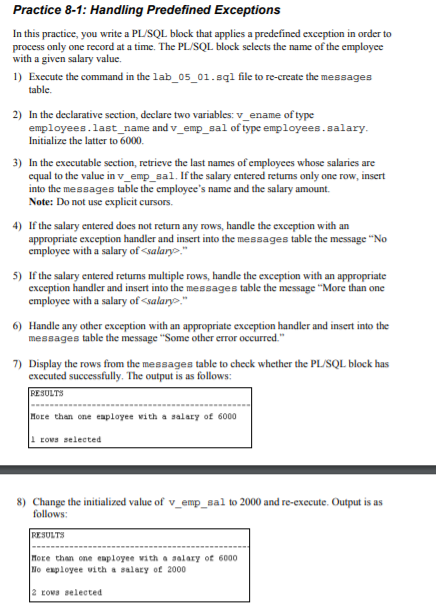 Practice 8-1: Handling Predefined Exceptions
In this practice, you write a PL/SQL block that applies a predefined exception in order to
process only one record at a time. The PL/SQL block selects the name of the employee
with a given salary value.
1) Execute the command in the lab_05_01.sql file to re-create the messages
table.
2) In the declarative section, declare two variables: v_ename of type
employees.last_name and v_emp_sal of type employees.salary.
Initialize the latter to 6000.
3) In the executable section, retrieve the last names of employees whose salaries are
equal to the value in v_emp_sal. If the salary entered returns only one row, insert
into the messages table the employee's name and the salary amount.
Note: Do not use explicit cursors.
4) If the salary entered does not return any rows, handle the exception with an
appropriate exception handler and insert into the messages table the message “No
employee with a salary of <salary>.”
5) If the salary entered returns multiple rows, handle the exception with an appropriate
exception handler and insert into the messages table the message “More than one
employee with a salary of <salary>.”
6) Handle any other exception with an appropriate exception handler and insert into the
messages table the message “Some other error occurred.”
7) Display the rows from the messages table to check whether the PL/SQL block has
executed successfully. The output is as follows:
RESULTS
More than one employee with a salary of 6000
1 rows selected
8) Change the initialized value of v_emp_sal to 2000 and re-execute. Output is as
follows:
RESULTS
More than one employee with a salary of 6000
No employee with a salary of 2000
2 rows selected